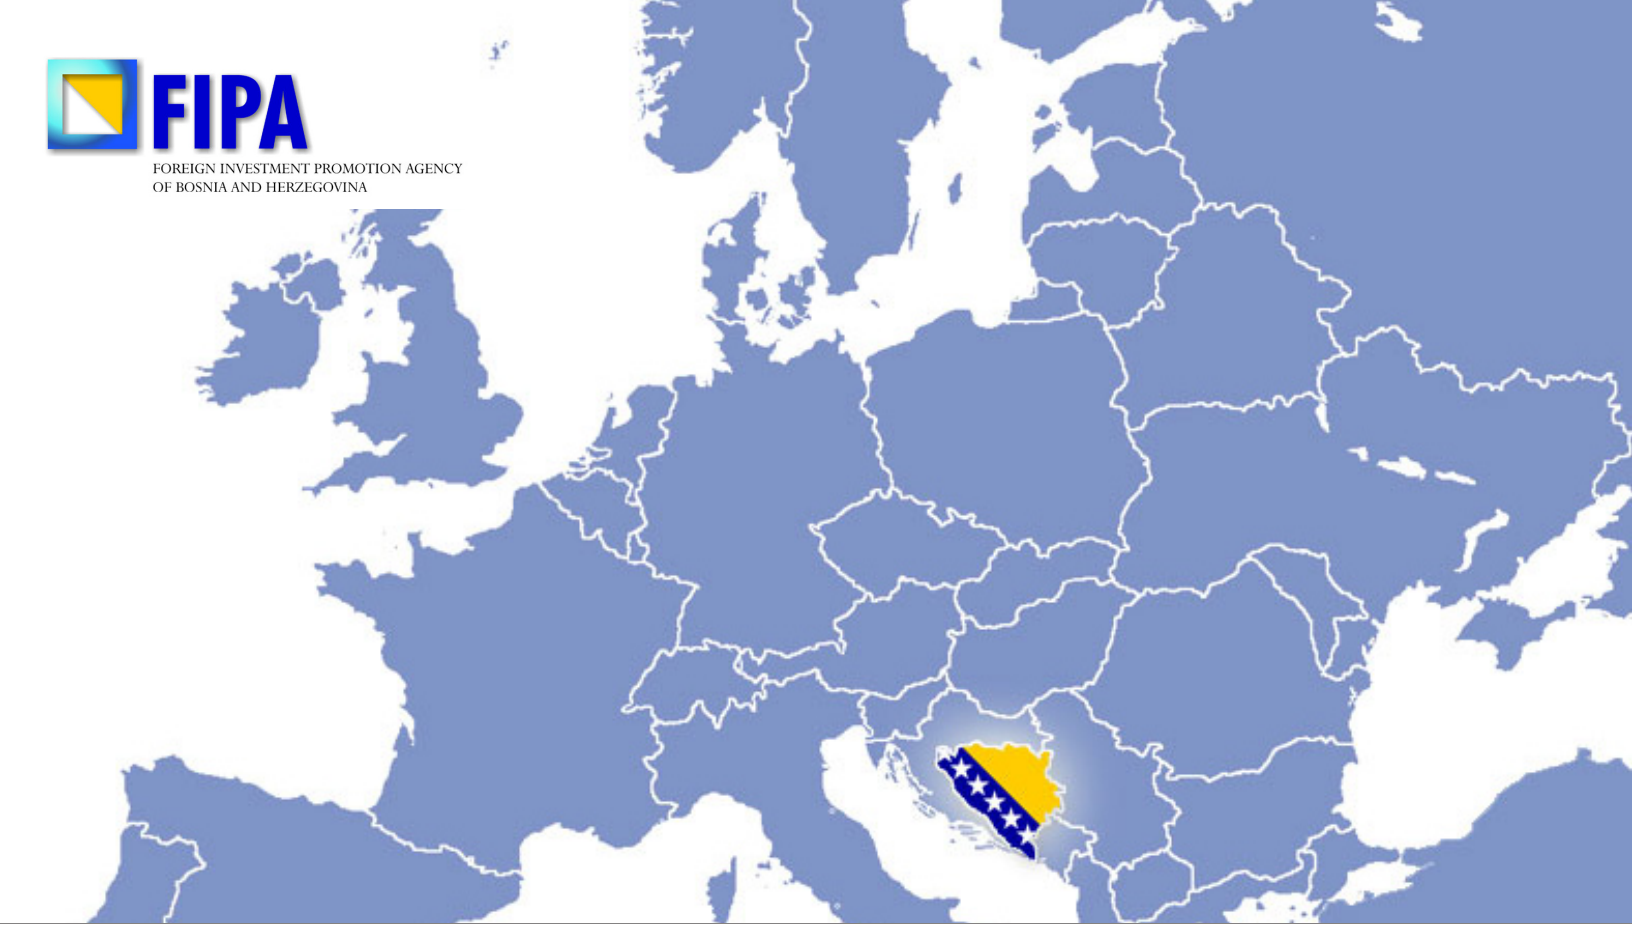 FIPA
FOREIGN INVESTMENT PROMOTION AGENCY
OF BOSNIA AND HERZEGOVINA